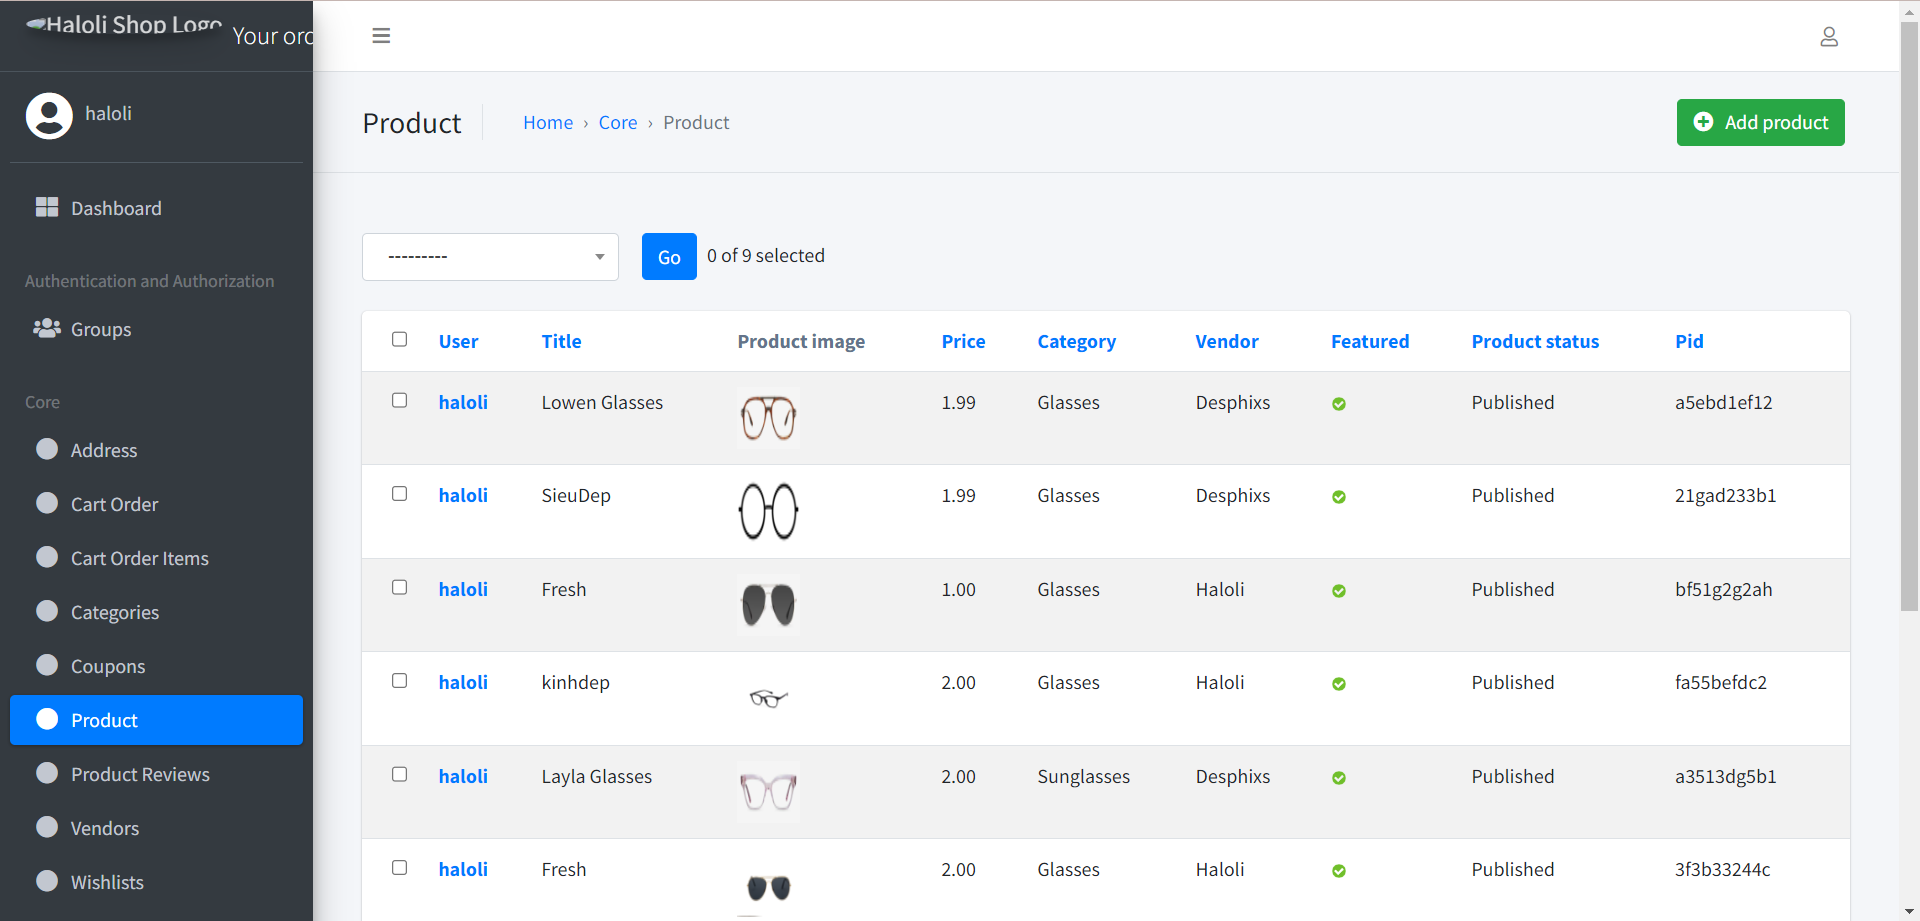 Haloli Shop Logo Your orc
haloli
Dashboard
Authentication and Authorization
Groups
Core
Address
Cart Order
Cart Order Items
Categories
Coupons
Product
Product Reviews
Vendors
Wishlists
Product Home › Core › Product Add product
--------- Go 0 of 9 selected
User Title Product image Price Category Vendor Featured Product status Pid
haloli Lowen Glasses 1.99 Glasses Desphixs Published a5ebd1ef12
haloli SieuDep 1.99 Glasses Desphixs Published 21gad233b1
haloli Fresh 1.00 Glasses Haloli Published bf51g2g2ah
haloli kinhdep 2.00 Glasses Haloli Published fa55befdc2
haloli Layla Glasses 2.00 Sunglasses Desphixs Published a3513dg5b1
haloli Fresh 2.00 Glasses Haloli Published 3f3b33244c